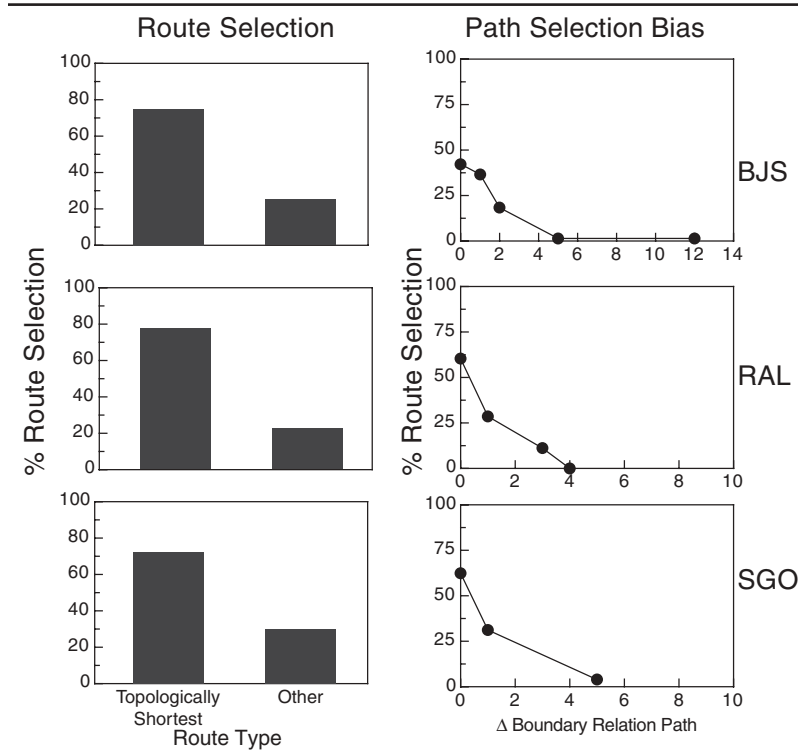 Route Selection
Path Selection Bias
% Route Selection
100
80
60
40
20
0
100
80
60
40
20
0
100
80
60
40
20
0
Topologically
Shortest
Other
Route Type
% Route Selection
100
75
50
25
0
0 2 4 6 8 10 12 14
BJS
100
75
50
25
0
0 2 4 6 8 10
RAL
100
75
50
25
0
0 2 4 6 8 10
SGO
Δ Boundary Relation Path